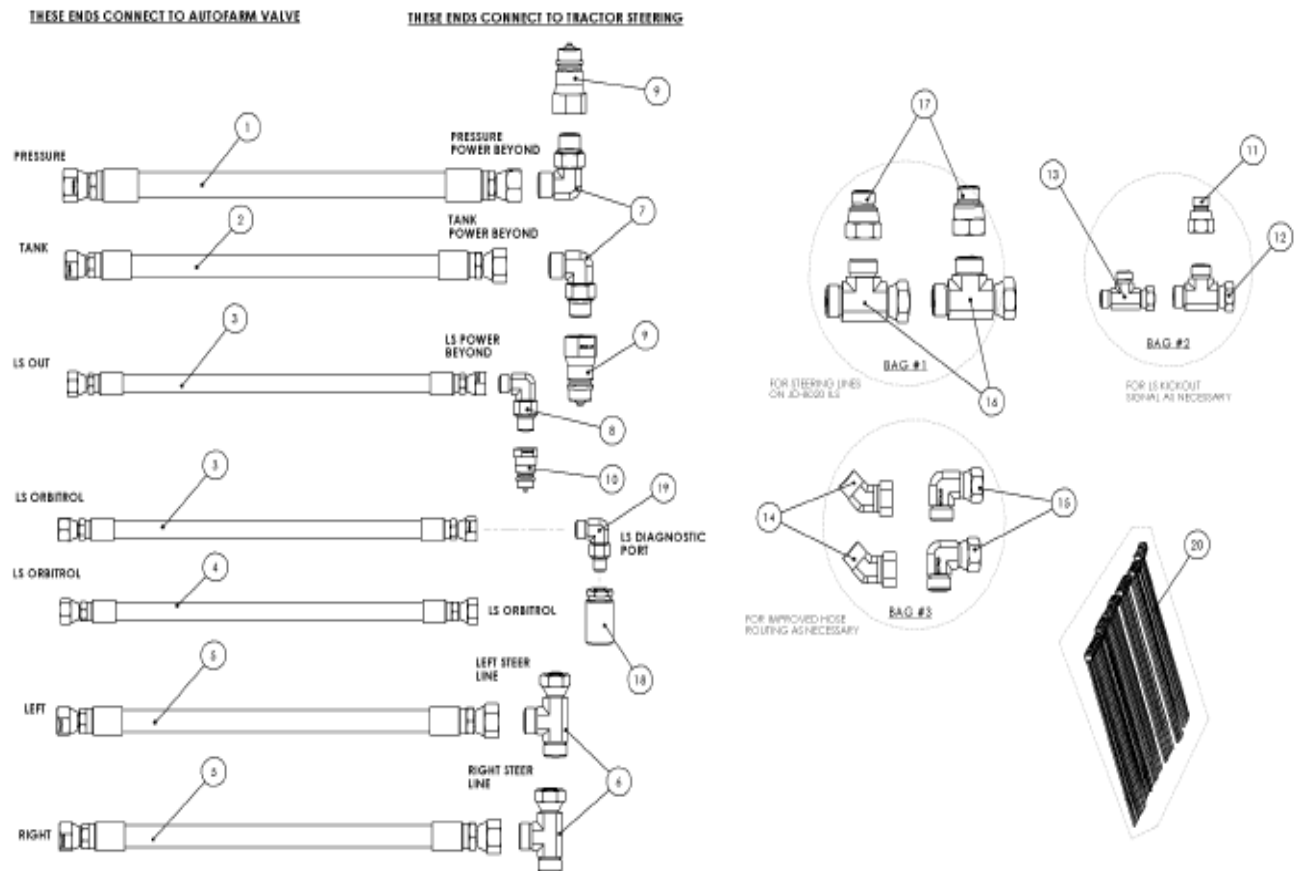 THESE ENDS CONNECT TO AUTOFARM VALVE
THESE ENDS CONNECT TO TRACTOR STEERING
9
1
PRESSURE
PRESSURE
POWER BEYOND
7
2
TANK
TANK
POWER BEYOND
3
LS OUT
LS POWER
BEYOND
9
8
10
3
19
LS ORBITROL
LS DIAGNOSTIC
PORT
4
LS ORBITROL
LS ORBITROL
18
5
LEFT
LEFT STEER
LINE
6
5
RIGHT
RIGHT STEER
LINE
17
16
BAG #1
FOR STEERING LINES
ON JD-8020 ILS
11
13
12
BAG #2
FOR LS KICKOUT
SIGNAL AS NECESSARY
14
15
BAG #3
FOR IMPROVED HOSE
ROUTING AS NECESSARY
20